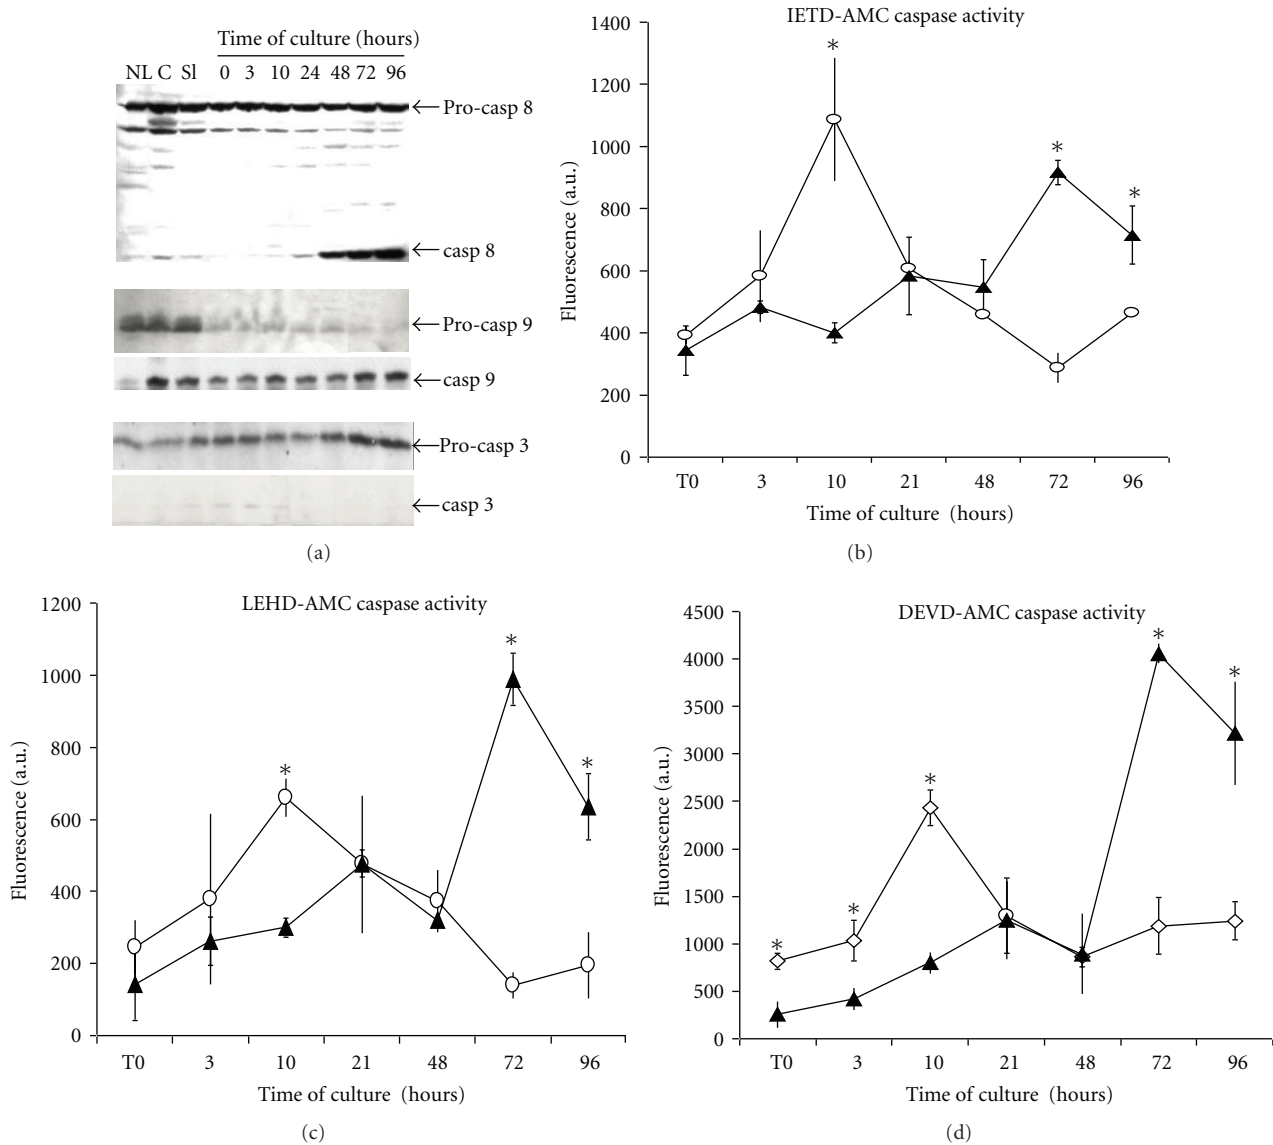 Time of culture (hours)
NL C Sl 0 3 10 24 48 72 96
Pro-casp 8
casp 8
Pro-casp 9
casp 9
Pro-casp 3
casp 3
(a)
IETD-AMC caspase activity
1400
1200
1000
800
600
400
200
0
Fluorescence (a.u.)
* * *
T0 3 10 21 48 72 96
Time of culture (hours)
(b)
LEHD-AMC caspase activity
1200
1000
800
600
400
200
0
Fluorescence (a.u.)
* * *
T0 3 10 21 48 72 96
Time of culture (hours)
(c)
DEVD-AMC caspase activity
4500
4000
3500
3000
2500
2000
1500
1000
500
0
Fluorescence (a.u.)
* * * * *
T0 3 10 21 48 72 96
Time of culture (hours)
(d)